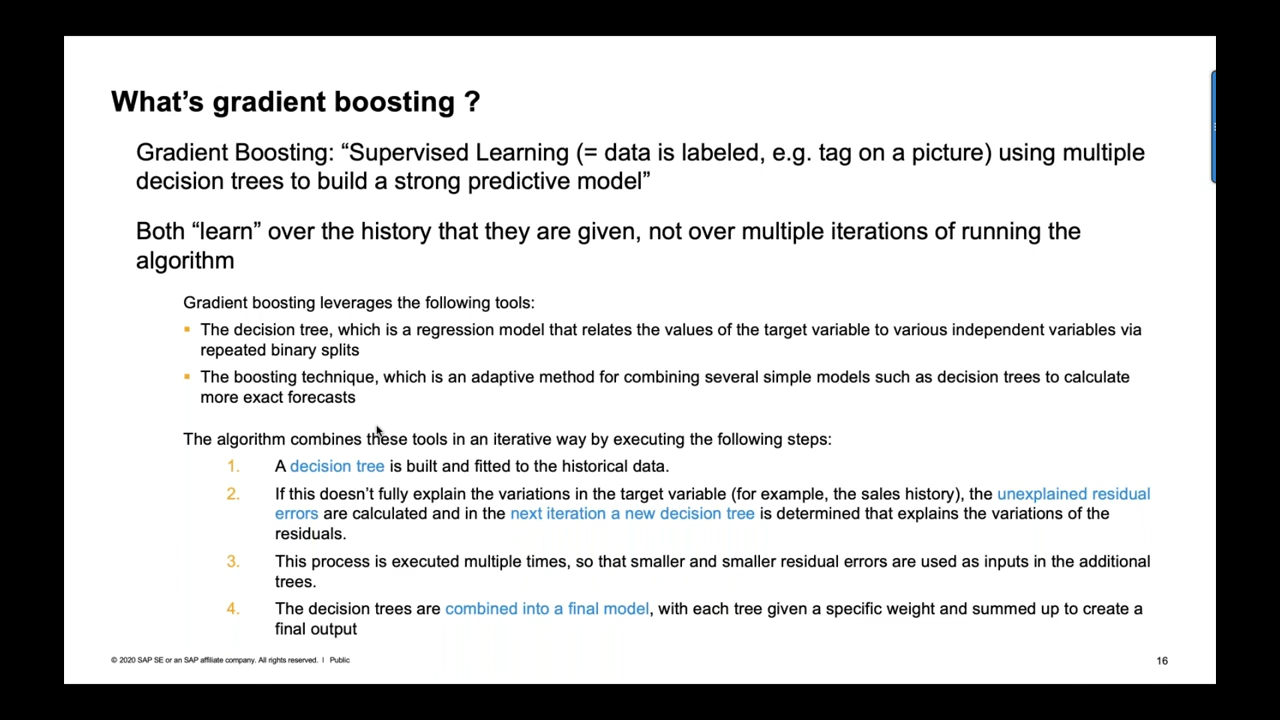 What’s gradient boosting ?
Gradient Boosting: “Supervised Learning (= data is labeled, e.g. tag on a picture) using multiple
decision trees to build a strong predictive model”
Both “learn” over the history that they are given, not over multiple iterations of running the
algorithm
Gradient boosting leverages the following tools:
▪ The decision tree, which is a regression model that relates the values of the target variable to various independent variables via
repeated binary splits
▪ The boosting technique, which is an adaptive method for combining several simple models such as decision trees to calculate
more exact forecasts
The algorithm combines these tools in an iterative way by executing the following steps:
1. A decision tree is built and fitted to the historical data.
2. If this doesn’t fully explain the variations in the target variable (for example, the sales history), the unexplained residual
errors are calculated and in the next iteration a new decision tree is determined that explains the variations of the
residuals.
3. This process is executed multiple times, so that smaller and smaller residual errors are used as inputs in the additional
trees.
4. The decision trees are combined into a final model, with each tree given a specific weight and summed up to create a
final output
© 2020 SAP SE or an SAP affiliate company. All rights reserved. | Public
16